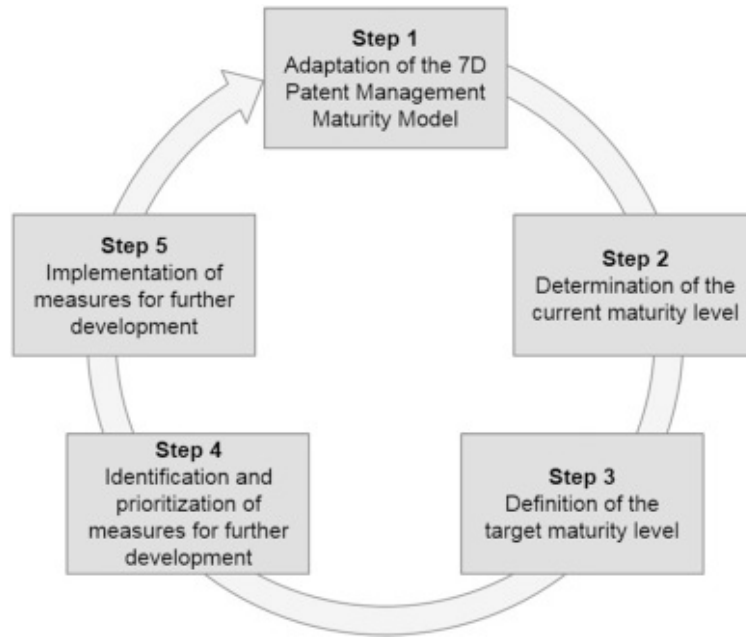 Step 1
Adaptation of the 7D
Patent Management
Maturity Model
Step 2
Determination of the
current maturity level
Step 3
Definition of the
target maturity level
Step 4
Identification and
prioritization of
measures for further
development
Step 5
Implementation of
measures for further
development